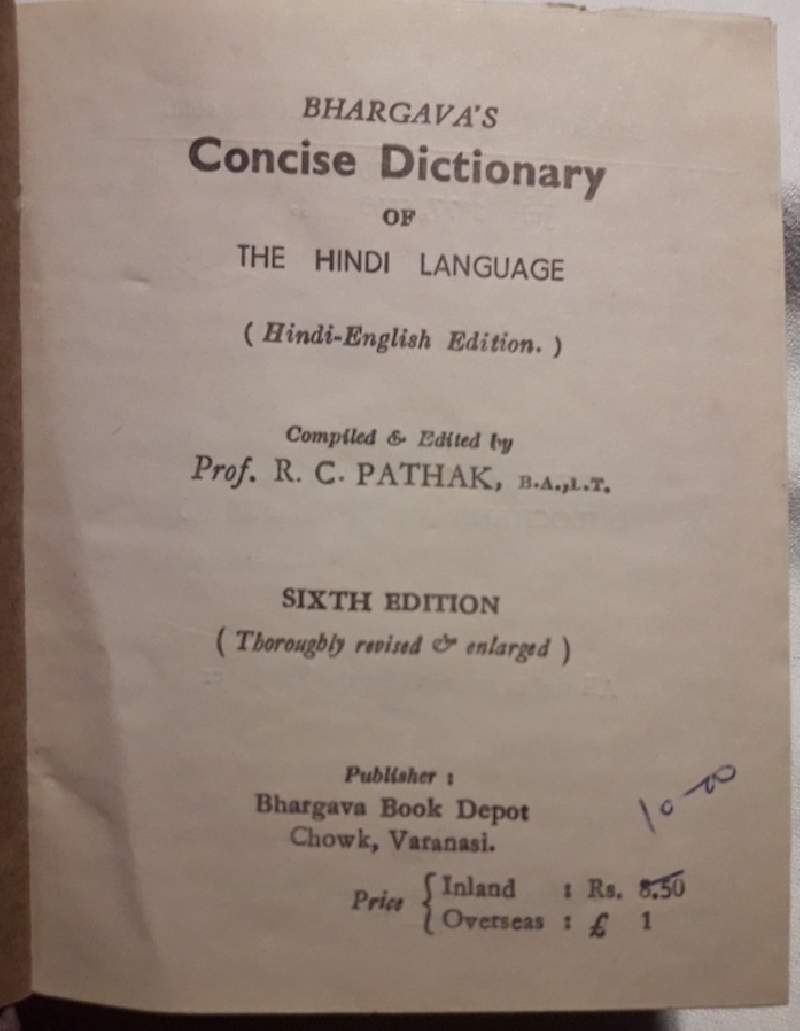 BHARGAVA'S
Concise Dictionary
OF
THE HINDI LANGUAGE
( Hindi-English Edition. )
Compiled & Edited by
Prof. R. C. PATHAK, B.A.,L.T.
SIXTH EDITION
( Thoroughly revised & enlarged )
Publisher :
Bhargava Book Depot
Chowk, Varanasi.
10-00
Price { Inland : Rs. 8.50
Overseas : £ 1